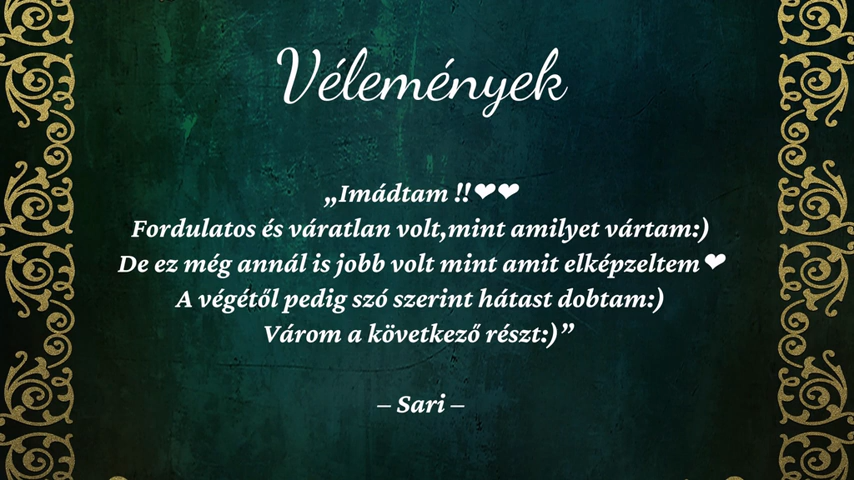 Vélemények
„Imádtam !!❤❤
Fordulatos és váratlan volt,mint amilyet vártam:)
De ez még annál is jobb volt mint amit elképzeltem❤
A végétől pedig szó szerint hátast dobtam:)
Várom a következő részt:)”
– Sari –